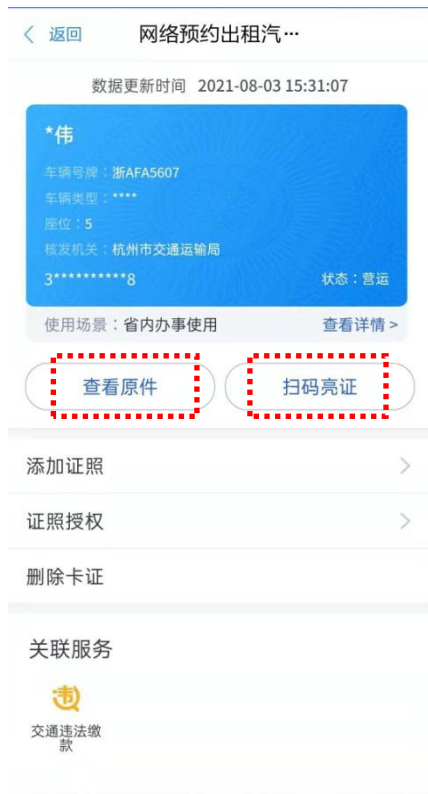 返回 网络预约出租汽…
数据更新时间 2021-08-03 15:31:07
*伟
车辆号牌：浙AFA5607
车辆类型：****
座位：5
核发机关：杭州市交通运输局
3**********8 状态：营运
使用场景：省内办事使用 查看详情 >
查看原件 扫码亮证
添加证照
证照授权
删除卡证
关联服务
违
交通违法缴
款